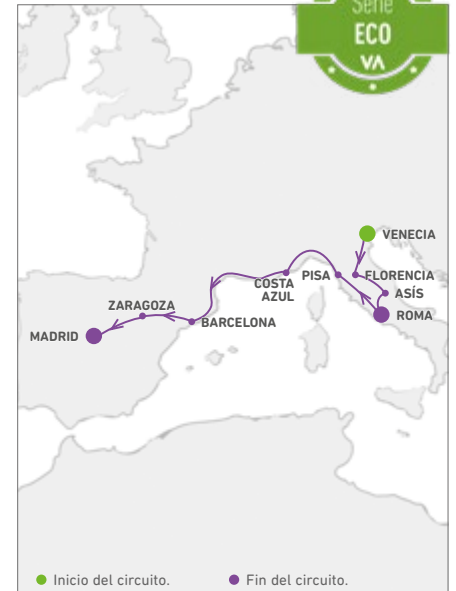 Serie
ECO
VA
VENECIA
COSTA
AZUL
PISA
FLORENCIA
ASÍS
ZARAGOZA
BARCELONA
ROMA
MADRID
Inicio del circuito.
Fin del circuito.